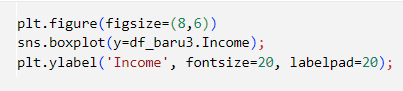 plt.figure(figsize=(8,6))
sns.boxplot(y=df_baru3.Income);
plt.ylabel('Income', fontsize=20, labelpad=20);